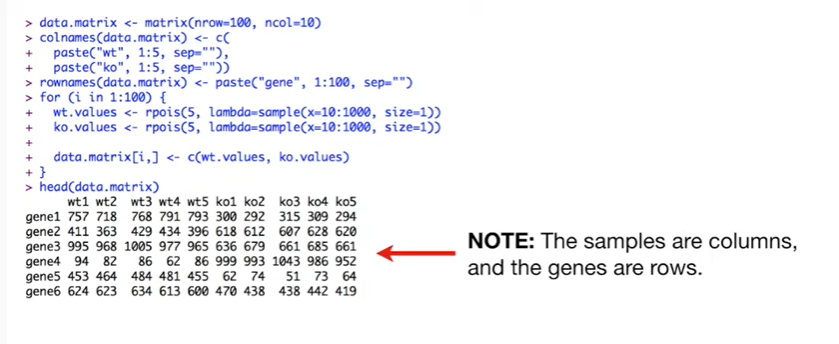 > data.matrix <- matrix(nrow=100, ncol=10)
> colnames(data.matrix) <- c(
+   paste("wt", 1:5, sep=""),
+   paste("ko", 1:5, sep=""))
> rownames(data.matrix) <- paste("gene", 1:100, sep="")
> for (i in 1:100) {
+   wt.values <- rpois(5, lambda=sample(x=10:1000, size=1))
+   ko.values <- rpois(5, lambda=sample(x=10:1000, size=1))
+
+   data.matrix[i,] <- c(wt.values, ko.values)
+ }
> head(data.matrix)
      wt1 wt2  wt3 wt4 wt5 ko1 ko2  ko3 ko4 ko5
gene1 757 718  768 791 793 300 292  315 309 294
gene2 411 363  429 434 396 618 612  607 628 620
gene3 995 968 1005 977 965 636 679  661 685 661
gene4  94  82   86  62  86 999 993 1043 986 952
gene5 453 464  484 481 455  62  74   51  73  64
gene6 624 623  634 613 600 470 438  438 442 419
NOTE: The samples are columns,
and the genes are rows.